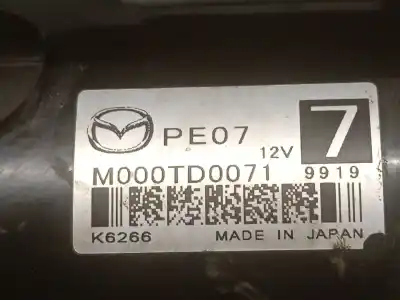 PE07
12V
7
M000TD0071
9919
K6266
MADE IN JAPAN